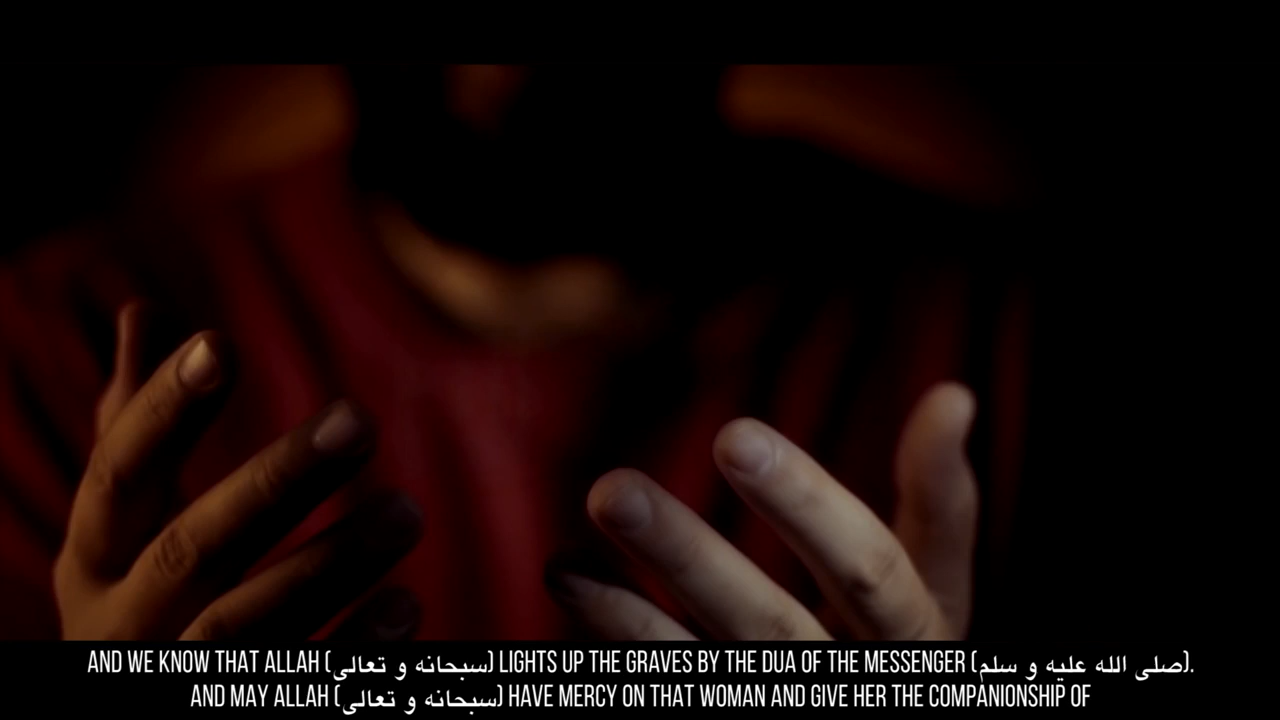 AND WE KNOW THAT ALLAH (سبحانه و تعالى) LIGHTS UP THE GRAVES BY THE DUA OF THE MESSENGER (صلى الله عليه و سلم).
AND MAY ALLAH (سبحانه و تعالى) HAVE MERCY ON THAT WOMAN AND GIVE HER THE COMPANIONSHIP OF